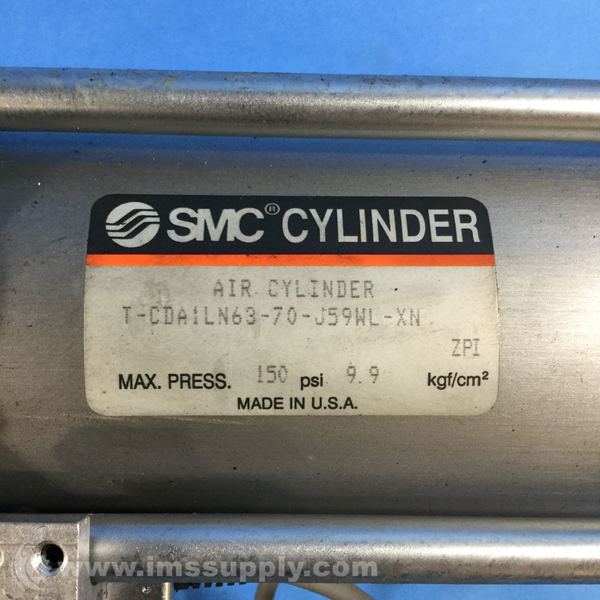 SMC® CYLINDER
AIR CYLINDER
T-CDA1LN63-70-J59WL-XN
ZPI
MAX. PRESS. 150 psi 9.9 kgf/cm²
MADE IN U.S.A.
www.imssupply.com